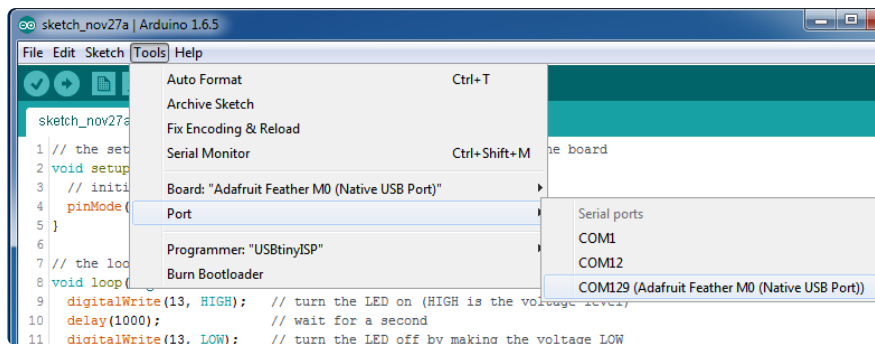 sketch_nov27a | Arduino 1.6.5
File Edit Sketch Tools Help
Auto Format Ctrl+T
Archive Sketch
Fix Encoding & Reload
Serial Monitor Ctrl+Shift+M
Board: "Adafruit Feather M0 (Native USB Port)"
Port
Programmer: "USBtinyISP"
Burn Bootloader
Serial ports
COM1
COM12
COM129 (Adafruit Feather M0 (Native USB Port))
sketch_nov27a
1 // the set board
2 void setup
3 // initi
4 pinMode(
5 }
6
7 // the loo
8 void loop(
9 digitalWrite(13, HIGH); // turn the LED on (HIGH is the voltage level)
10 delay(1000); // wait for a second
11 digitalWrite(13, LOW); // turn the LED off by making the voltage LOW